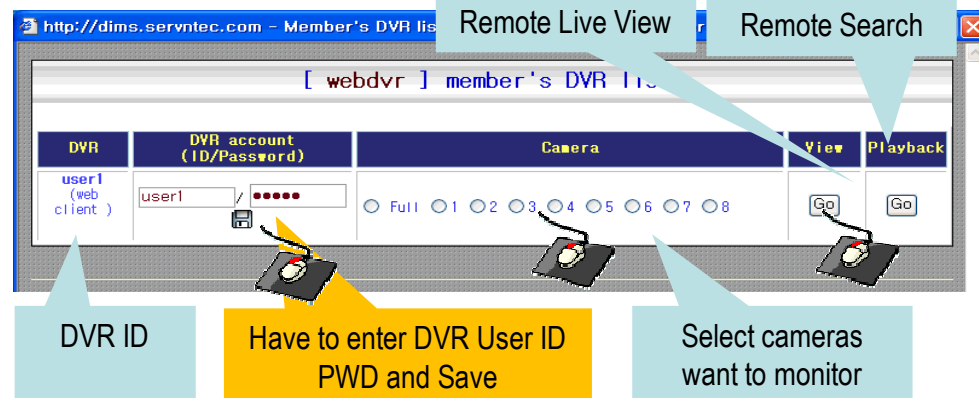 Remote Live View
Remote Search
http://dims.servntec.com - Member's DVR lis
er
[ webdvr ] member's DVR lis
DVR
DVR account
(ID/Password)
Camera
View
Playback
user1
(web
client )
user1 / •••••
Full 1 2 3 4 5 6 7 8
Go
Go
DVR ID
Have to enter DVR User ID
PWD and Save
Select cameras
want to monitor